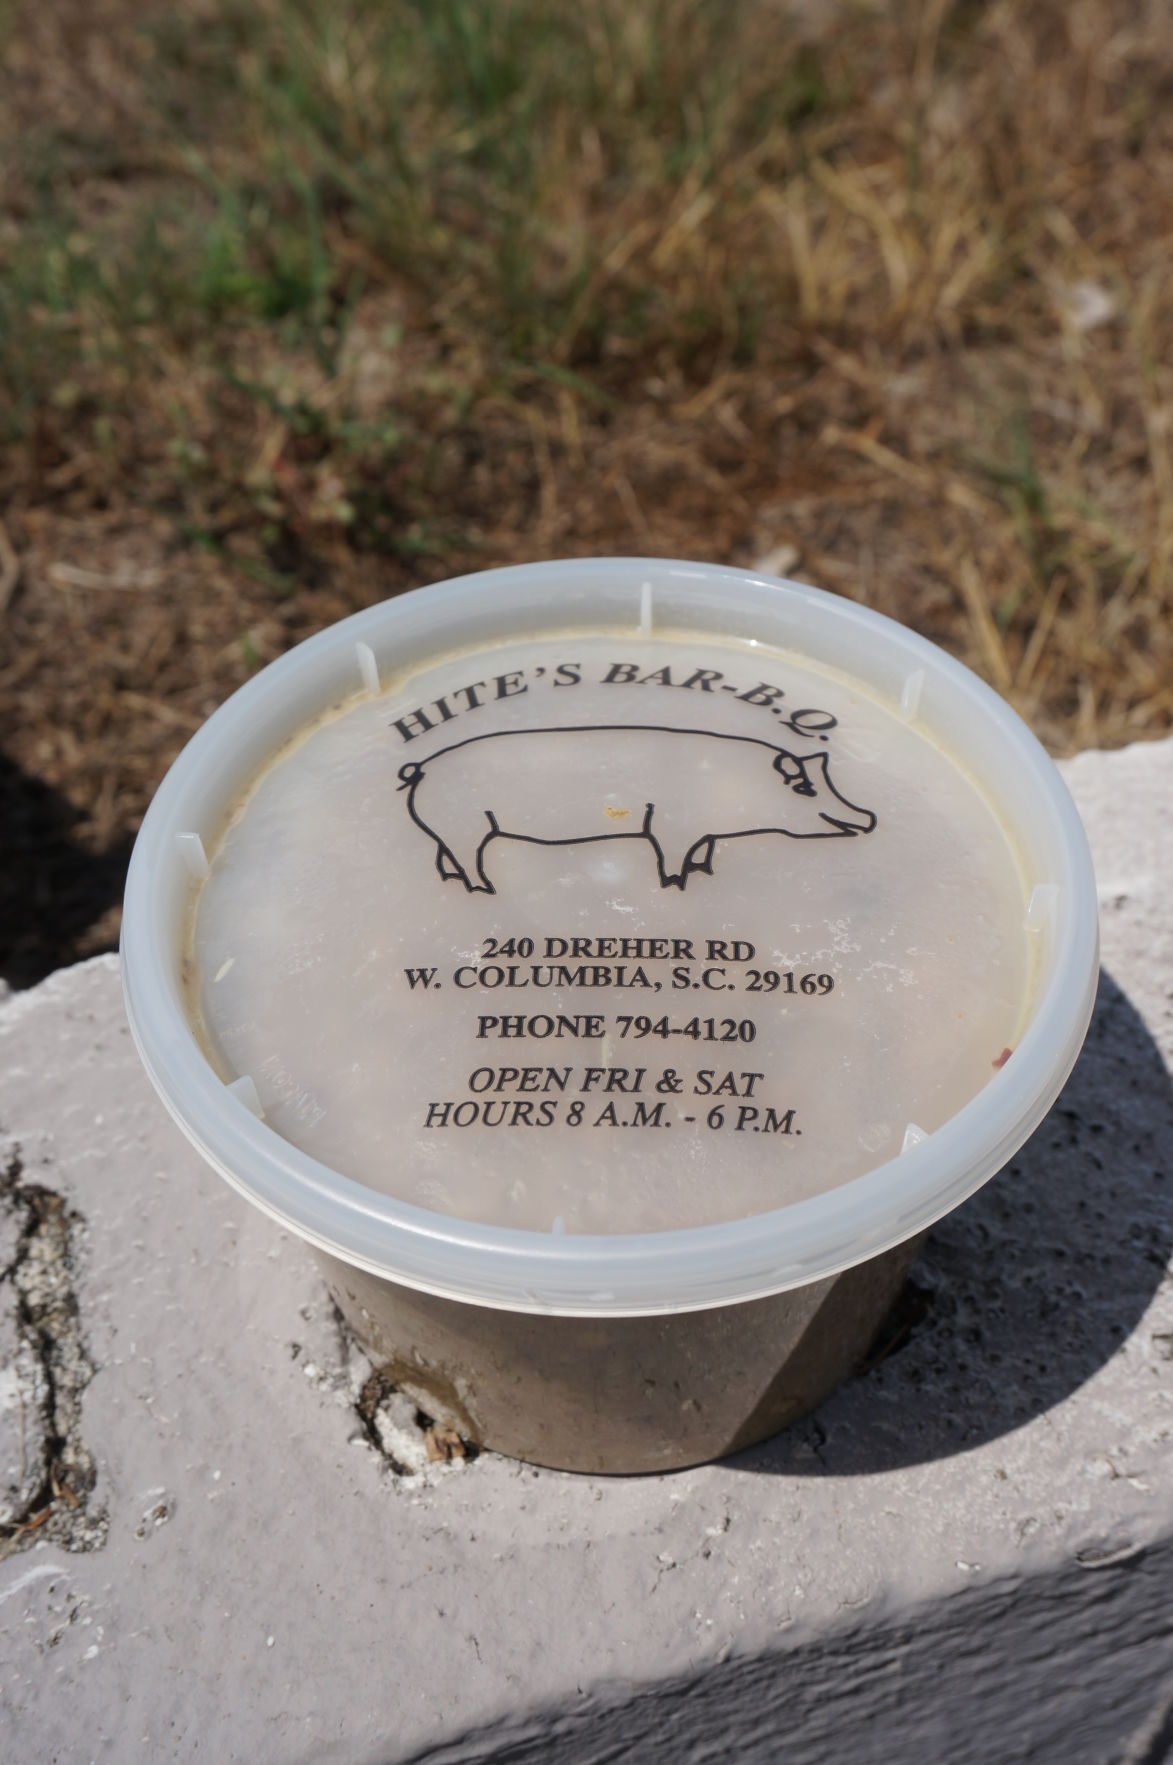 HITE'S BAR-B.Q.
240 DREHER RD
W. COLUMBIA, S.C. 29169
PHONE 794-4120
OPEN FRI & SAT
HOURS 8 A.M. - 6 P.M.